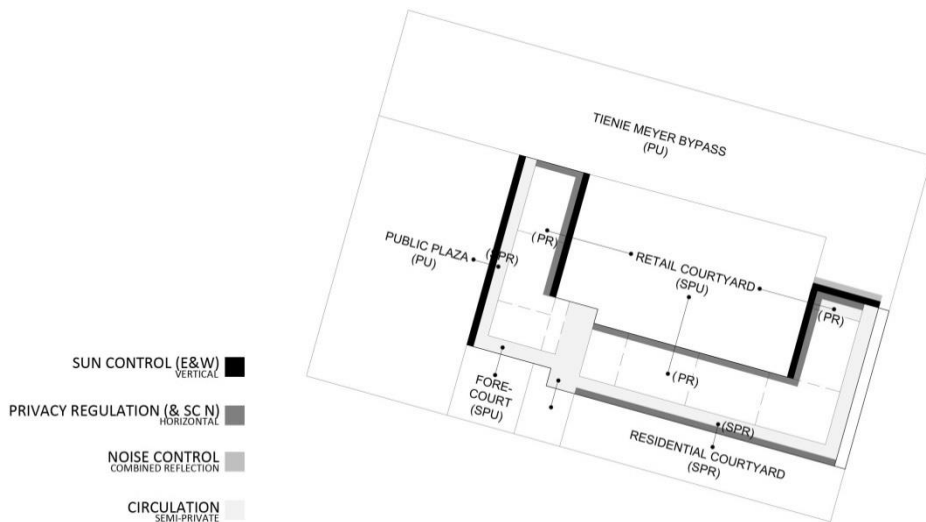 TIENIE MEYER BYPASS
(PU)
PUBLIC PLAZA
(PU)
(SPR)
(PR)
RETAIL COURTYARD
(SPU)
(PR)
(PR)
FORE-
COURT
(SPU)
(SPR)
RESIDENTIAL COURTYARD
(SPR)
SUN CONTROL (E&W)
VERTICAL
PRIVACY REGULATION (& SC N)
HORIZONTAL
NOISE CONTROL
COMBINED REFLECTION
CIRCULATION
SEMI-PRIVATE